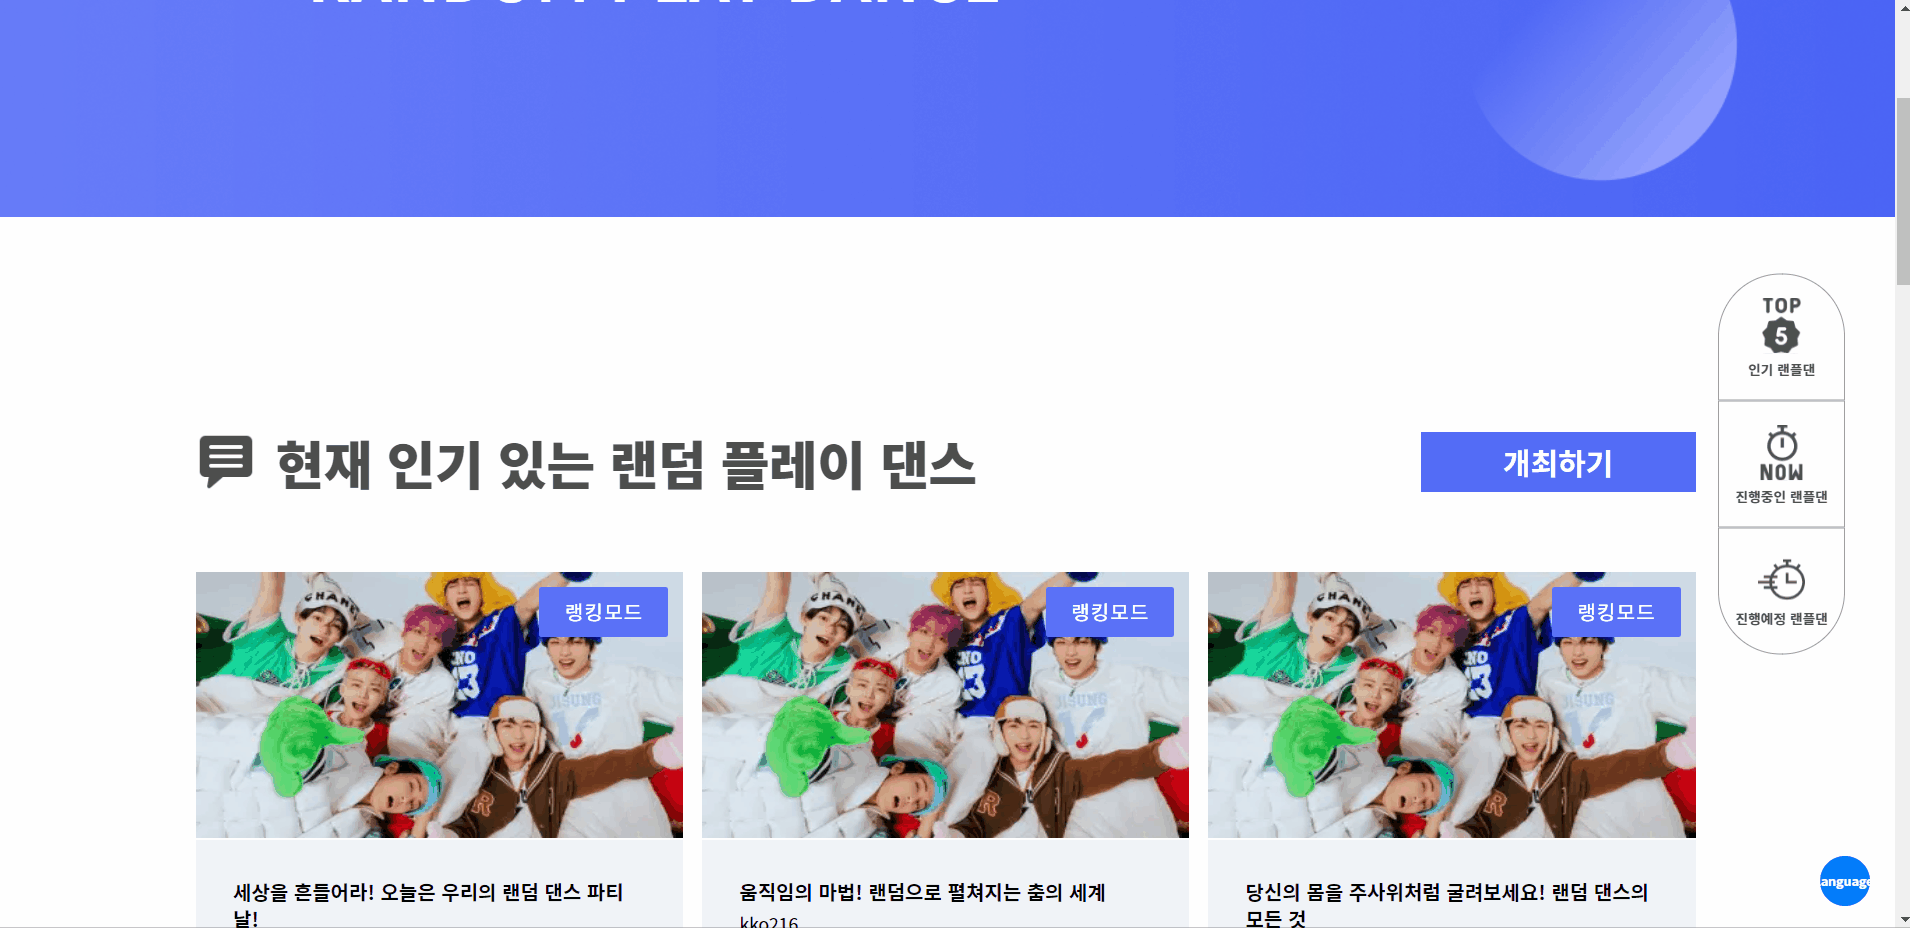 RANDOM PLAY DANCE
현재 인기 있는 랜덤 플레이 댄스
개최하기
TOP
5
인기 랜플댄
NOW
진행중인 랜플댄
진행예정 랜플댄
랭킹모드
랭킹모드
랭킹모드
세상을 흔들어라! 오늘은 우리의 랜덤 댄스 파티
날!
움직임의 마법! 랜덤으로 펼쳐지는 춤의 세계
kko216
당신의 몸을 주사위처럼 굴려보세요! 랜덤 댄스의
모든 것
anguage